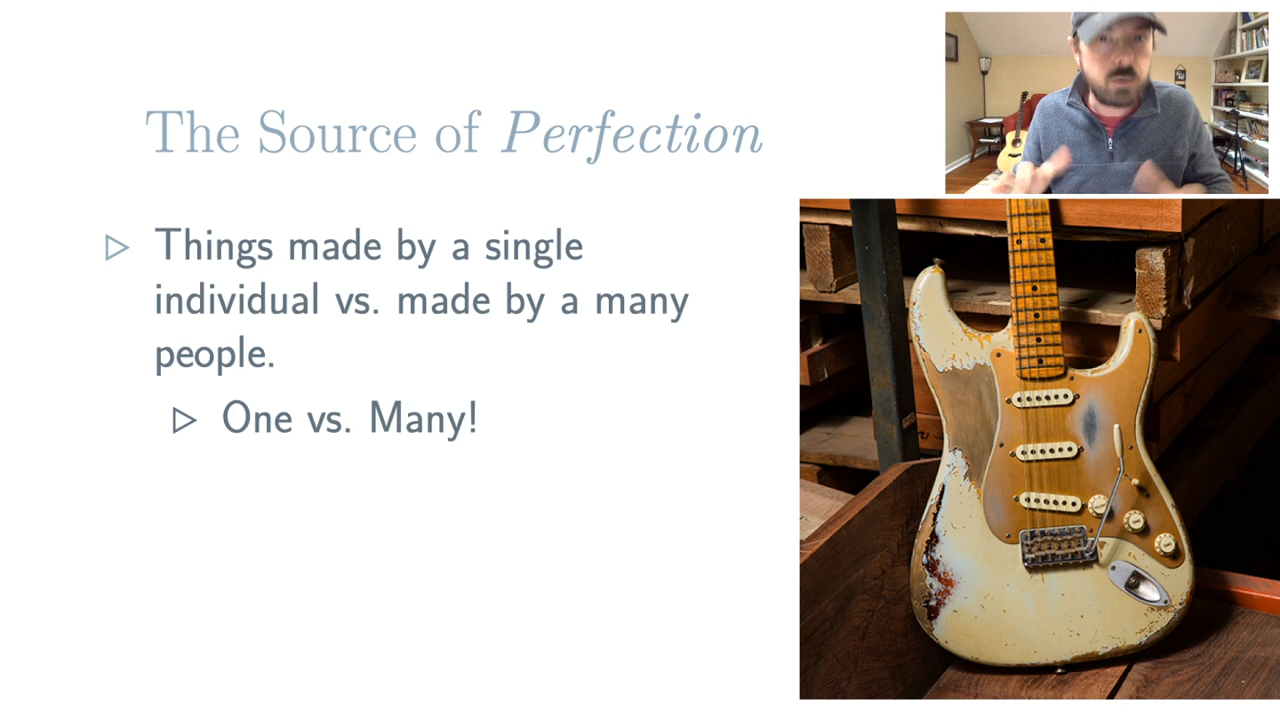 The Source of Perfection
Things made by a single
individual vs. made by a many
people.
One vs. Many!